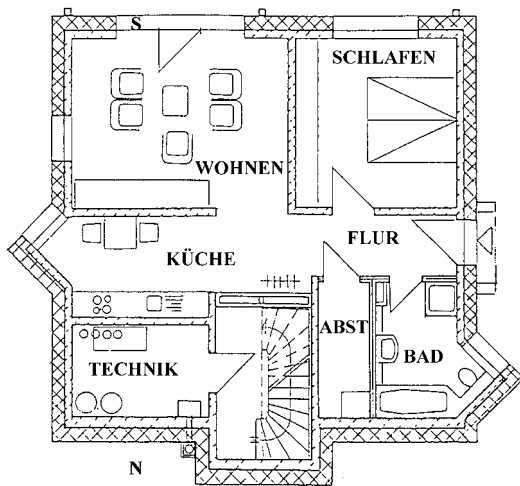 S
SCHLAFEN
WOHNEN
FLUR
KÜCHE
ABST
BAD
TECHNIK
N